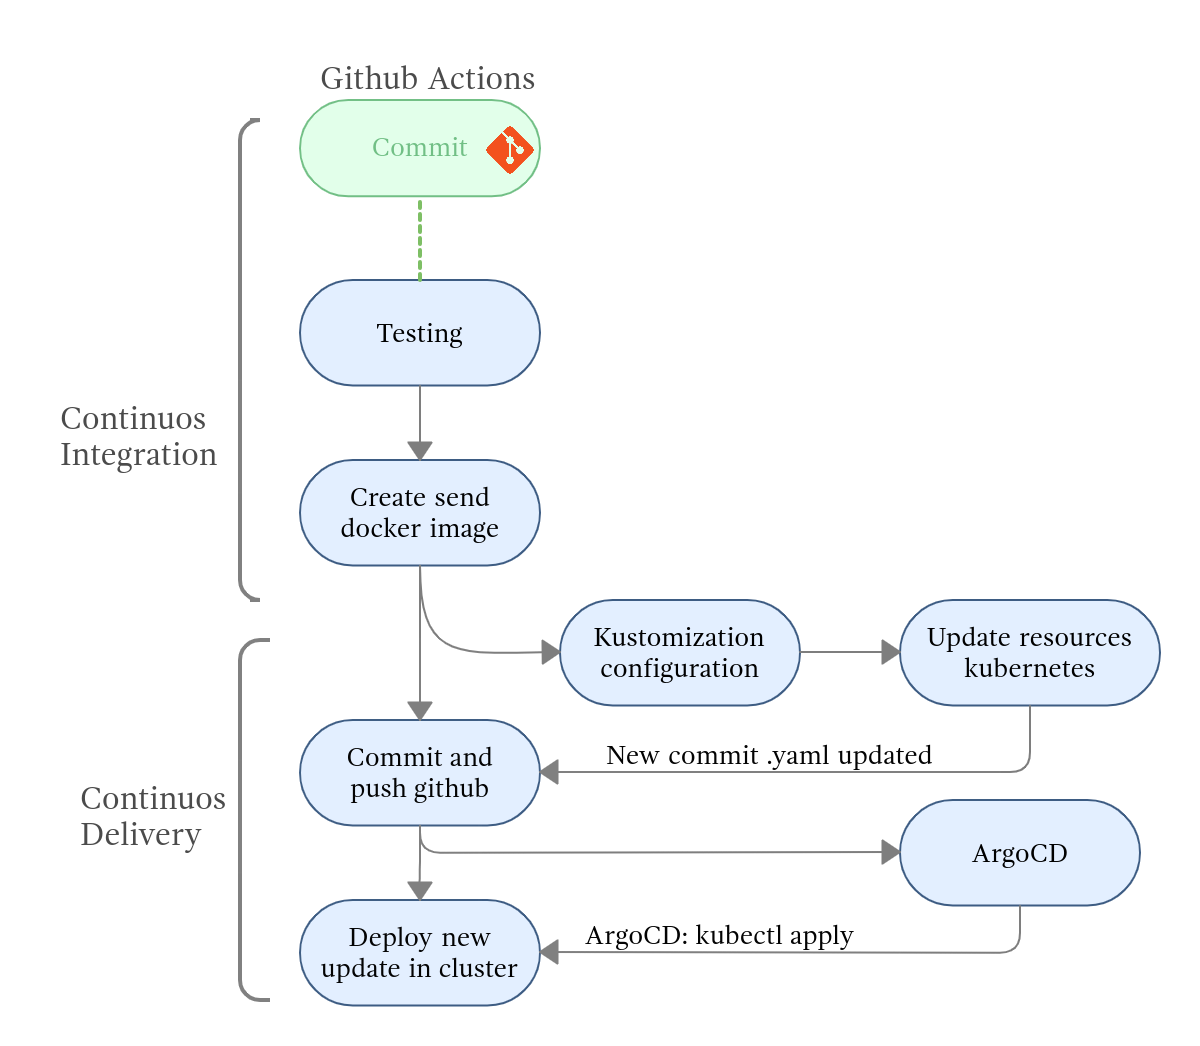 Github Actions
Commit
Testing
Continuos
Integration
Create send
docker image
Kustomization
configuration
Update resources
kubernetes
New commit .yaml updated
Commit and
push github
Continuos
Delivery
ArgoCD
ArgoCD: kubectl apply
Deploy new
update in cluster